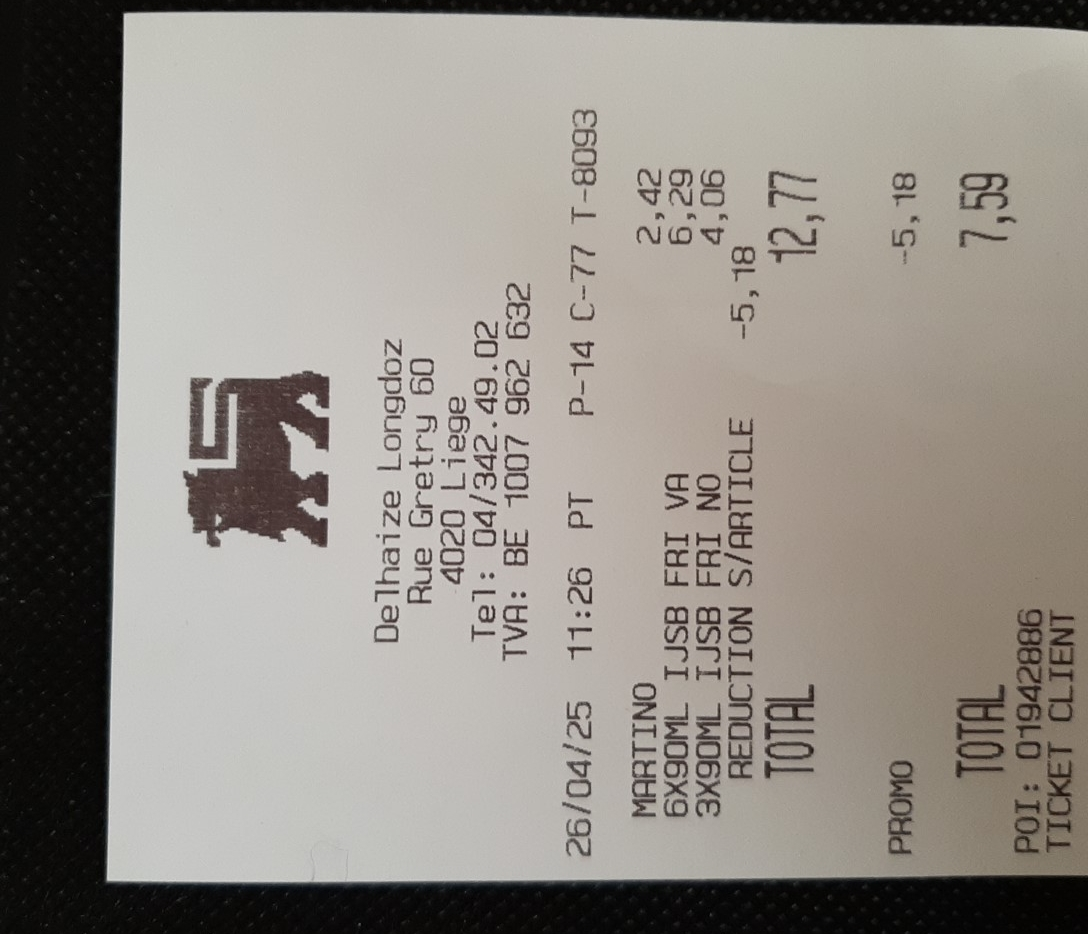 Delhaize Longdoz
Rue Gretry 60
4020 Liege
Tel: 04/342.49.02
TVA: BE 1007 962 632
26/04/25 11:26 PT P-14 C-77 T-8093
MARTINO 2,42
6X90ML IJSB FRI VA 6,29
3X90ML IJSB FRI NO 4,06
REDUCTION S/ARTICLE -5,18
TOTAL 12,77
PROMO -5,18
TOTAL 7,59
POI: 01942886
TICKET CLIENT